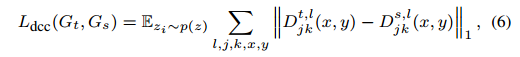 L_dcc(G_t, G_s) = 𝔼_{z_i∼p(z)} ∑_{l,j,k,x,y} ‖D^{t,l}_{jk}(x, y) − D^{s,l}_{jk}(x, y)‖_1 , (6)